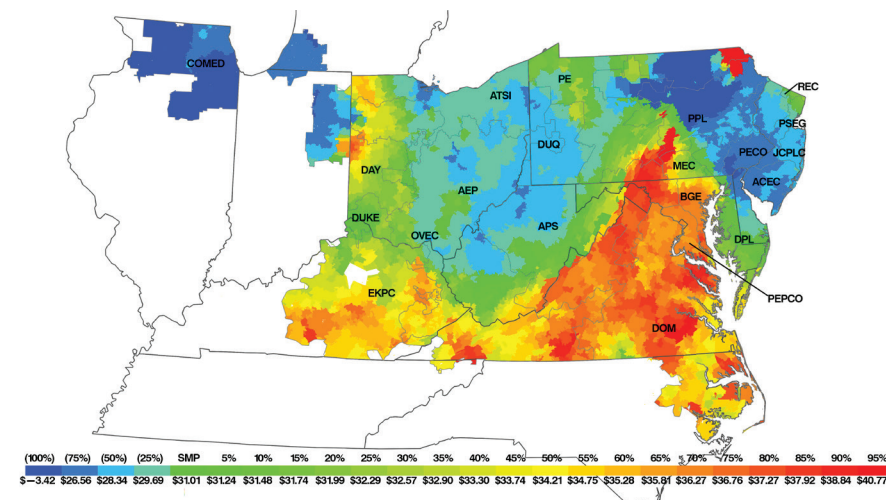 COMED
PE
ATSI
REC
PPL
PSEG
DUQ
PECO
JCPLC
DAY
MEC
ACEC
AEP
BGE
DUKE
APS
OVEC
DPL
EKPC
PEPCO
DOM
(100%) (75%) (50%) (25%) SMP 5% 10% 15% 20% 25% 30% 35% 40% 45% 50% 55% 60% 65% 70% 75% 80% 85% 90% 95%
$−3.42 $26.56 $28.34 $29.69 $31.01 $31.24 $31.48 $31.74 $31.99 $32.29 $32.57 $32.90 $33.30 $33.74 $34.21 $34.75 $35.28 $35.81 $36.27 $36.76 $37.27 $37.92 $38.84 $40.77